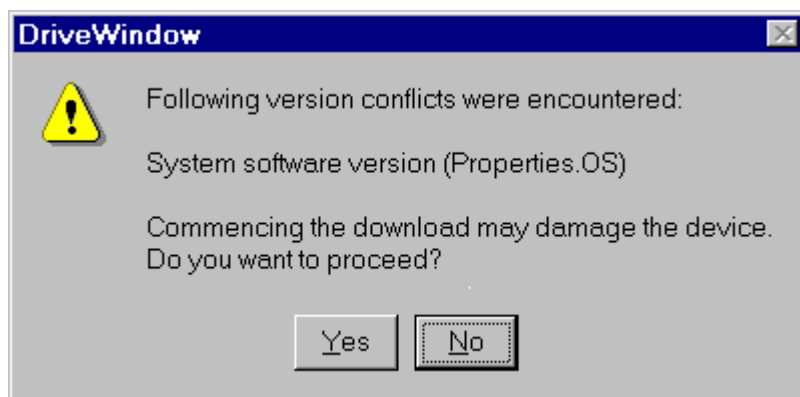 DriveWindow
Following version conflicts were encountered:
System software version (Properties.OS)
Commencing the download may damage the device.
Do you want to proceed?
Yes No